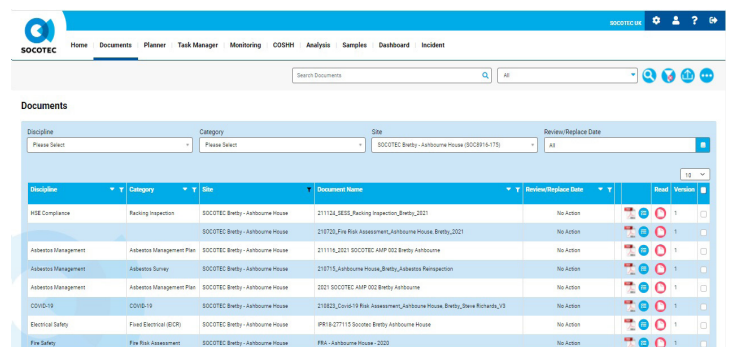 SOCOTEC UK
SOCOTEC
Home Documents Planner Task Manager Monitoring COSHH Analysis Samples Dashboard Incident
Search Documents All
Documents
Discipline Category Site Review/Replace Date
Please Select Please Select SOCOTEC Bretby - Ashbourne House (SOC8916-175) All
10
Discipline Category Site Document Name Review/Replace Date Read Version
HSE Compliance Racking Inspection SOCOTEC Bretby - Ashbourne House 211124_SESS_Racking Inspection_Bretby_2021 No Action 1
SOCOTEC Bretby - Ashbourne House 210720_Fire Risk Assessment_Ashbourne House_Bretby_2021 No Action 1
Asbestos Management Asbestos Management Plan SOCOTEC Bretby - Ashbourne House 211116_2021 SOCOTEC AMP 002 Bretby Ashbourne No Action 1
Asbestos Management Asbestos Survey SOCOTEC Bretby - Ashbourne House 210715_Ashbourne House_Bretby_Asbestos Reinspection No Action 1
Asbestos Management Asbestos Management Plan SOCOTEC Bretby - Ashbourne House 2021 SOCOTEC AMP 002 Bretby Ashbourne No Action 1
COVID-19 COVID-19 SOCOTEC Bretby - Ashbourne House 210823_Covid-19 Risk Assessment_Ashbourne House_Bretby_Steve Richards_V3 No Action 1
Electrical Safety Fixed Electrical (EICR) SOCOTEC Bretby - Ashbourne House IPR18-277115 Socotec Bretby Ashbourne House No Action 1
Fire Safety Fire Risk Assessment SOCOTEC Bretby - Ashbourne House FRA - Ashbourne House - 2020 No Action 1